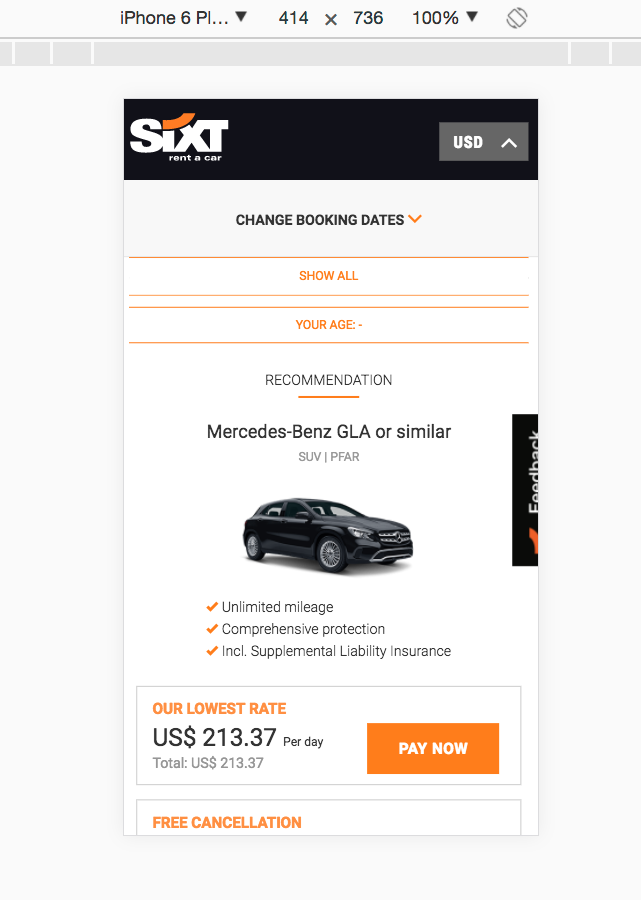 iPhone 6 Pl... ▼ 414 × 736 100% ▼
SIXT
rent a car
USD
CHANGE BOOKING DATES
SHOW ALL
YOUR AGE: -
RECOMMENDATION
Mercedes-Benz GLA or similar
SUV | PFAR
Feedback
Unlimited mileage
Comprehensive protection
Incl. Supplemental Liability Insurance
OUR LOWEST RATE
US$ 213.37 Per day
Total: US$ 213.37
PAY NOW
FREE CANCELLATION